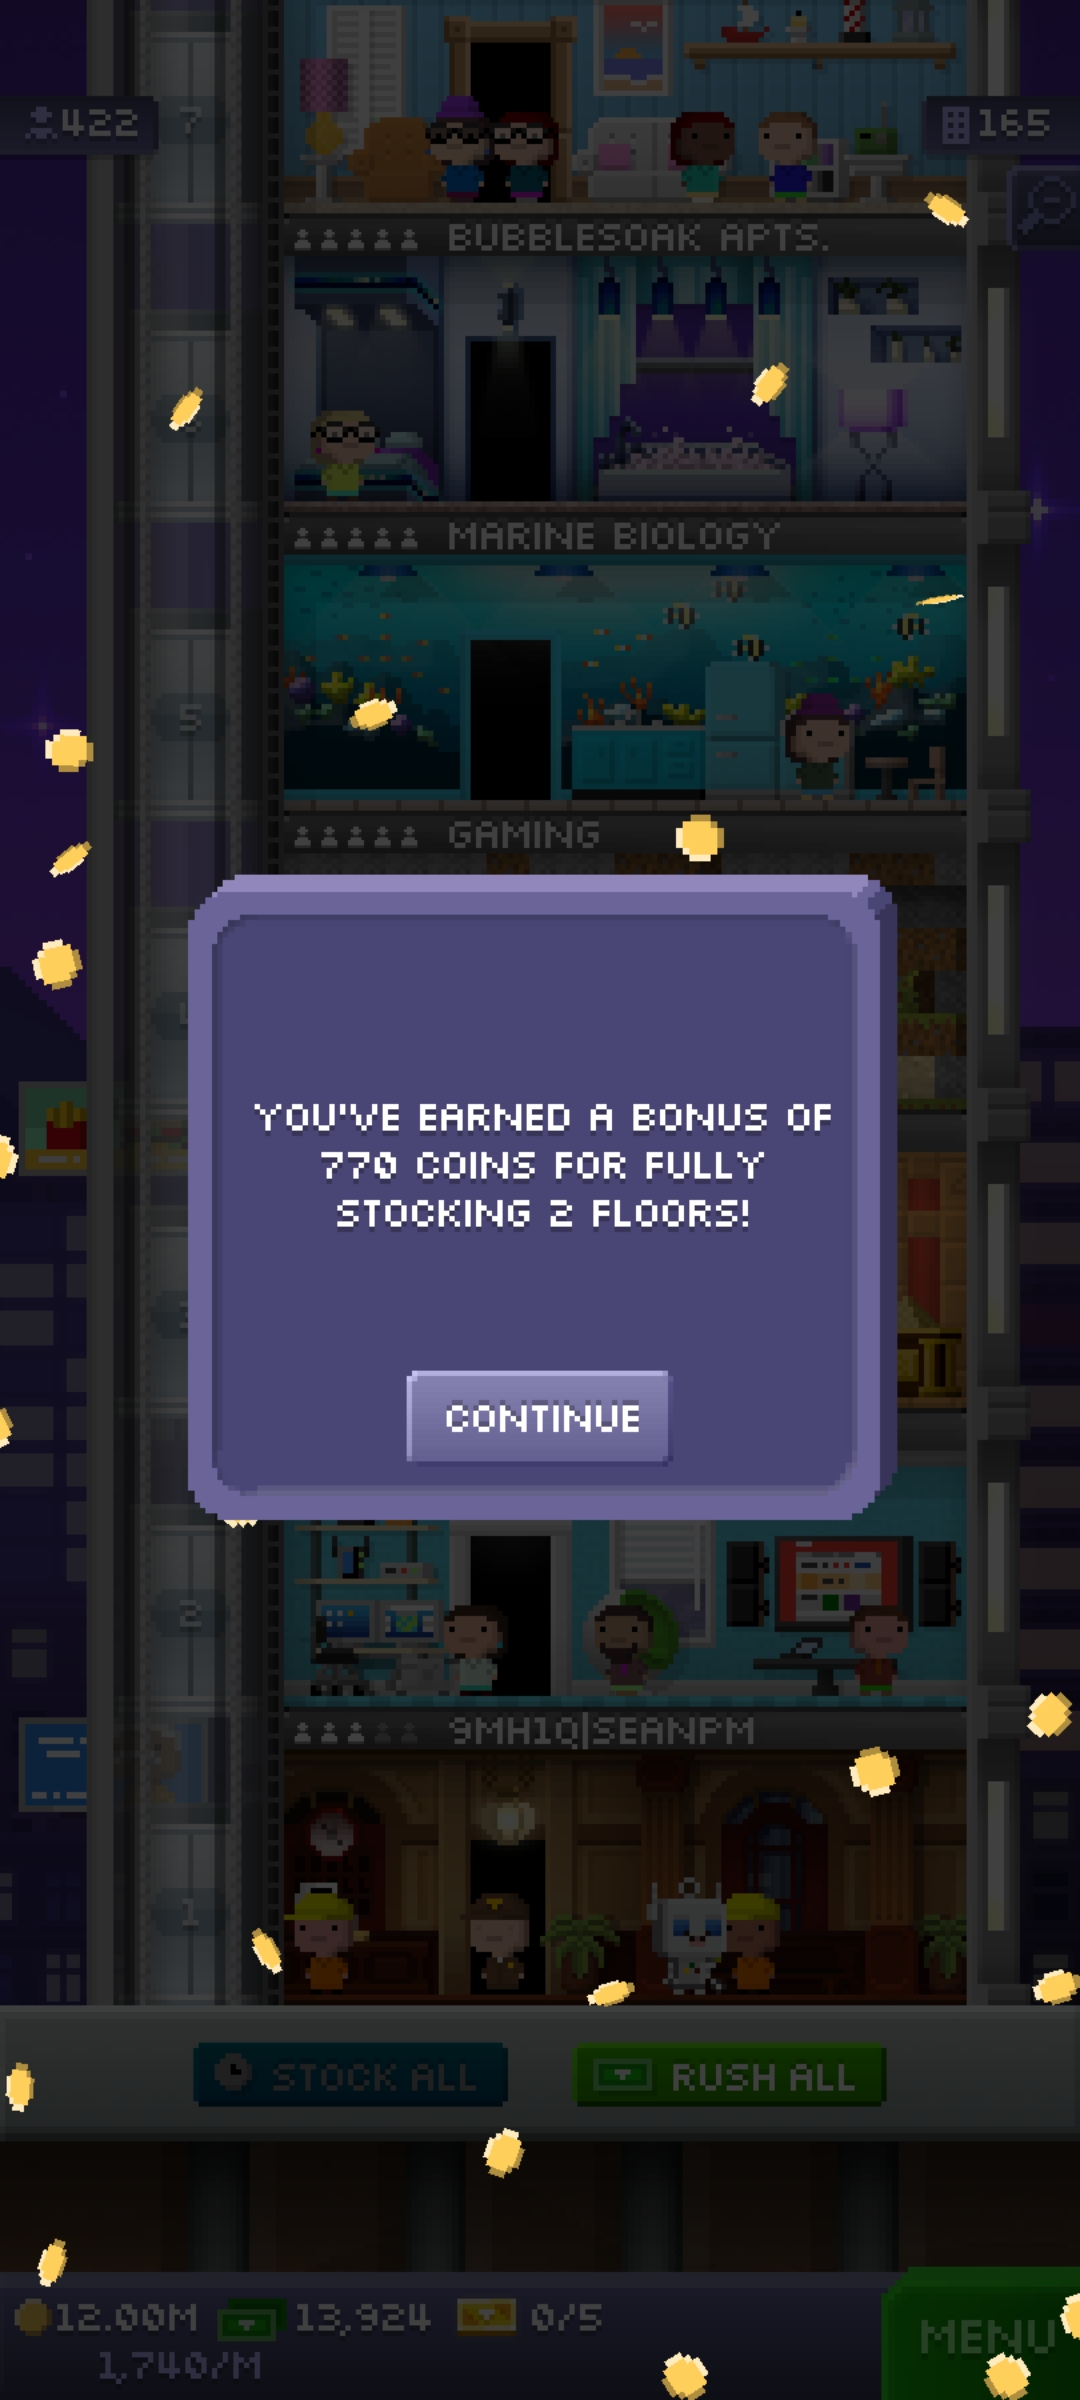 422
7
165
BUBBLESOAK APTS.
MARINE BIOLOGY
5
GAMING
YOU'VE EARNED A BONUS OF
770 COINS FOR FULLY
STOCKING 2 FLOORS!
CONTINUE
2
9MH1Q|SEANPM
1
STOCK ALL
RUSH ALL
12.00M
13,924
0/5
1,740/M
MENU